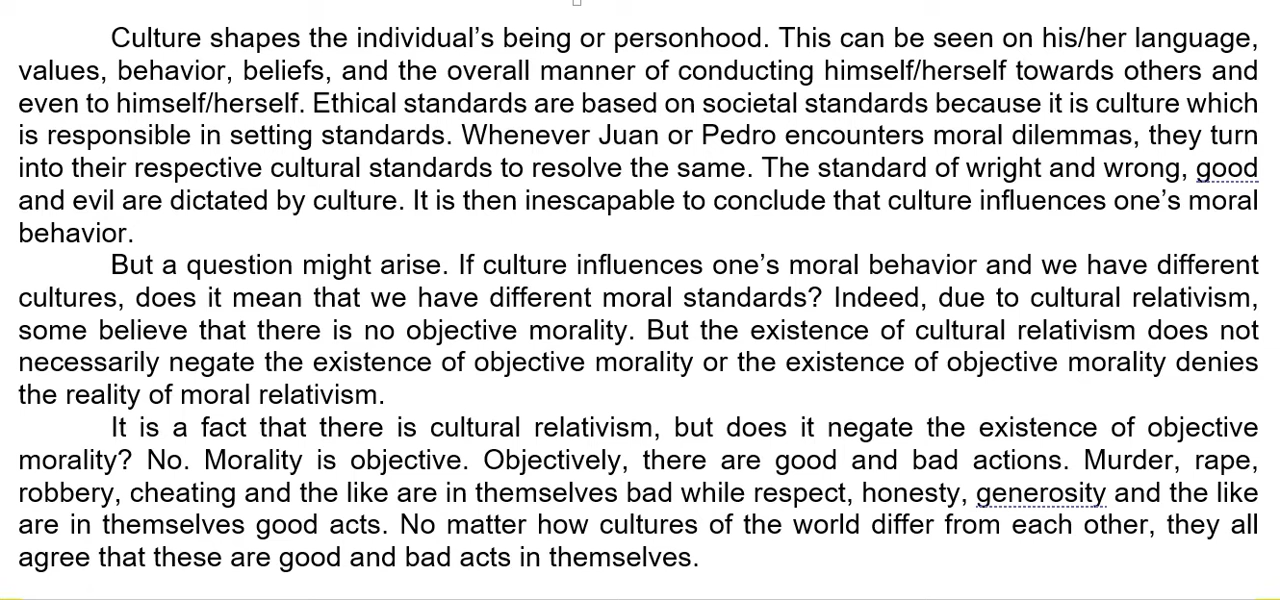 Culture shapes the individual’s being or personhood. This can be seen on his/her language,
values, behavior, beliefs, and the overall manner of conducting himself/herself towards others and
even to himself/herself. Ethical standards are based on societal standards because it is culture which
is responsible in setting standards. Whenever Juan or Pedro encounters moral dilemmas, they turn
into their respective cultural standards to resolve the same. The standard of wright and wrong, good
and evil are dictated by culture. It is then inescapable to conclude that culture influences one’s moral
behavior.
But a question might arise. If culture influences one’s moral behavior and we have different
cultures, does it mean that we have different moral standards? Indeed, due to cultural relativism,
some believe that there is no objective morality. But the existence of cultural relativism does not
necessarily negate the existence of objective morality or the existence of objective morality denies
the reality of moral relativism.
It is a fact that there is cultural relativism, but does it negate the existence of objective
morality? No. Morality is objective. Objectively, there are good and bad actions. Murder, rape,
robbery, cheating and the like are in themselves bad while respect, honesty, generosity and the like
are in themselves good acts. No matter how cultures of the world differ from each other, they all
agree that these are good and bad acts in themselves.